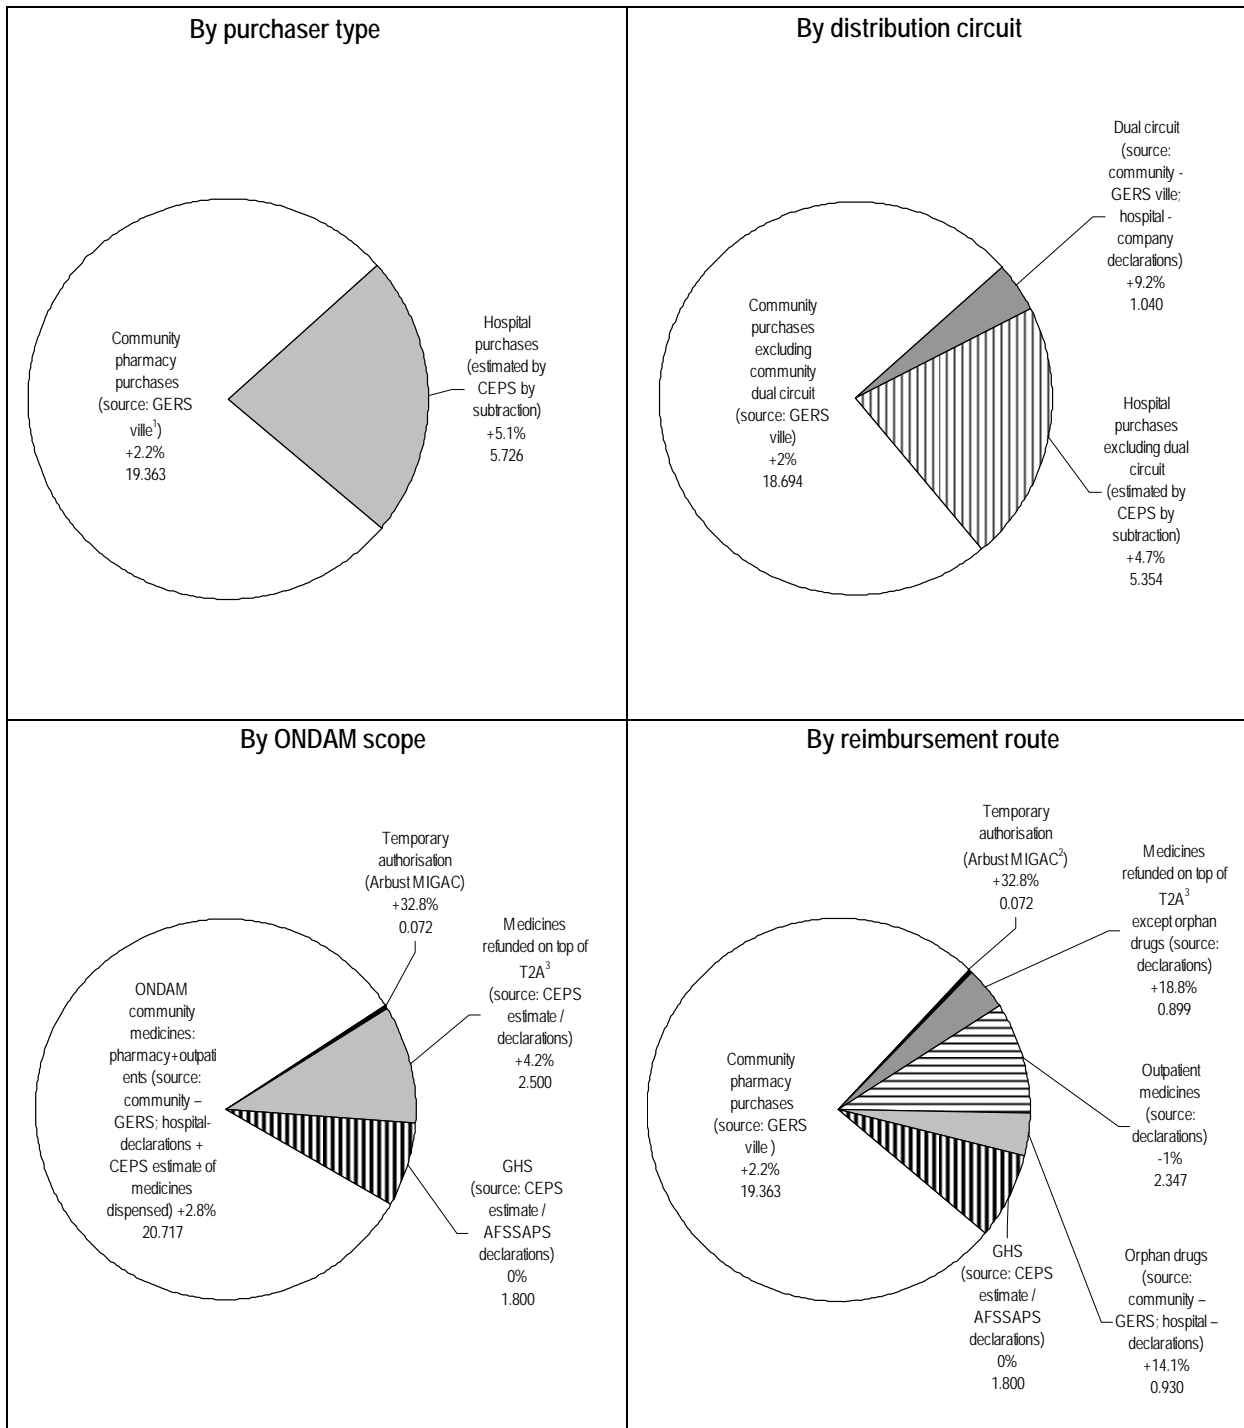 By purchaser type
Community
pharmacy
purchases
(source: GERS
ville1)
+2.2%
19.363
Hospital
purchases
(estimated by
CEPS by
subtraction)
+5.1%
5.726
By distribution circuit
Community
purchases
excluding
community
dual circuit
(source: GERS
ville)
+2%
18.694
Dual circuit
(source:
community -
GERS ville;
hospital -
company
declarations)
+9.2%
1.040
Hospital
purchases
excluding dual
circuit
(estimated by
CEPS by
subtraction)
+4.7%
5.354
By ONDAM scope
Temporary
authorisation
(Arbust MIGAC)
+32.8%
0.072
Medicines
refunded on top of
T2A3
(source: CEPS
estimate /
declarations)
+4.2%
2.500
ONDAM
community
medicines:
pharmacy+outpati
ents (source:
community –
GERS; hospital-
declarations +
CEPS estimate of
medicines
dispensed) +2.8%
20.717
GHS
(source: CEPS
estimate /
AFSSAPS
declarations)
0%
1.800
By reimbursement route
Temporary
authorisation
(Arbust MIGAC2)
+32.8%
0.072
Medicines
refunded on top of
T2A3
except orphan
drugs (source:
declarations)
+18.8%
0.899
Community
pharmacy
purchases
(source: GERS
ville )
+2.2%
19.363
Outpatient
medicines
(source:
declarations)
-1%
2.347
GHS
(source: CEPS
estimate /
AFSSAPS
declarations)
0%
1.800
Orphan drugs
(source:
community –
GERS; hospital –
declarations)
+14.1%
0.930